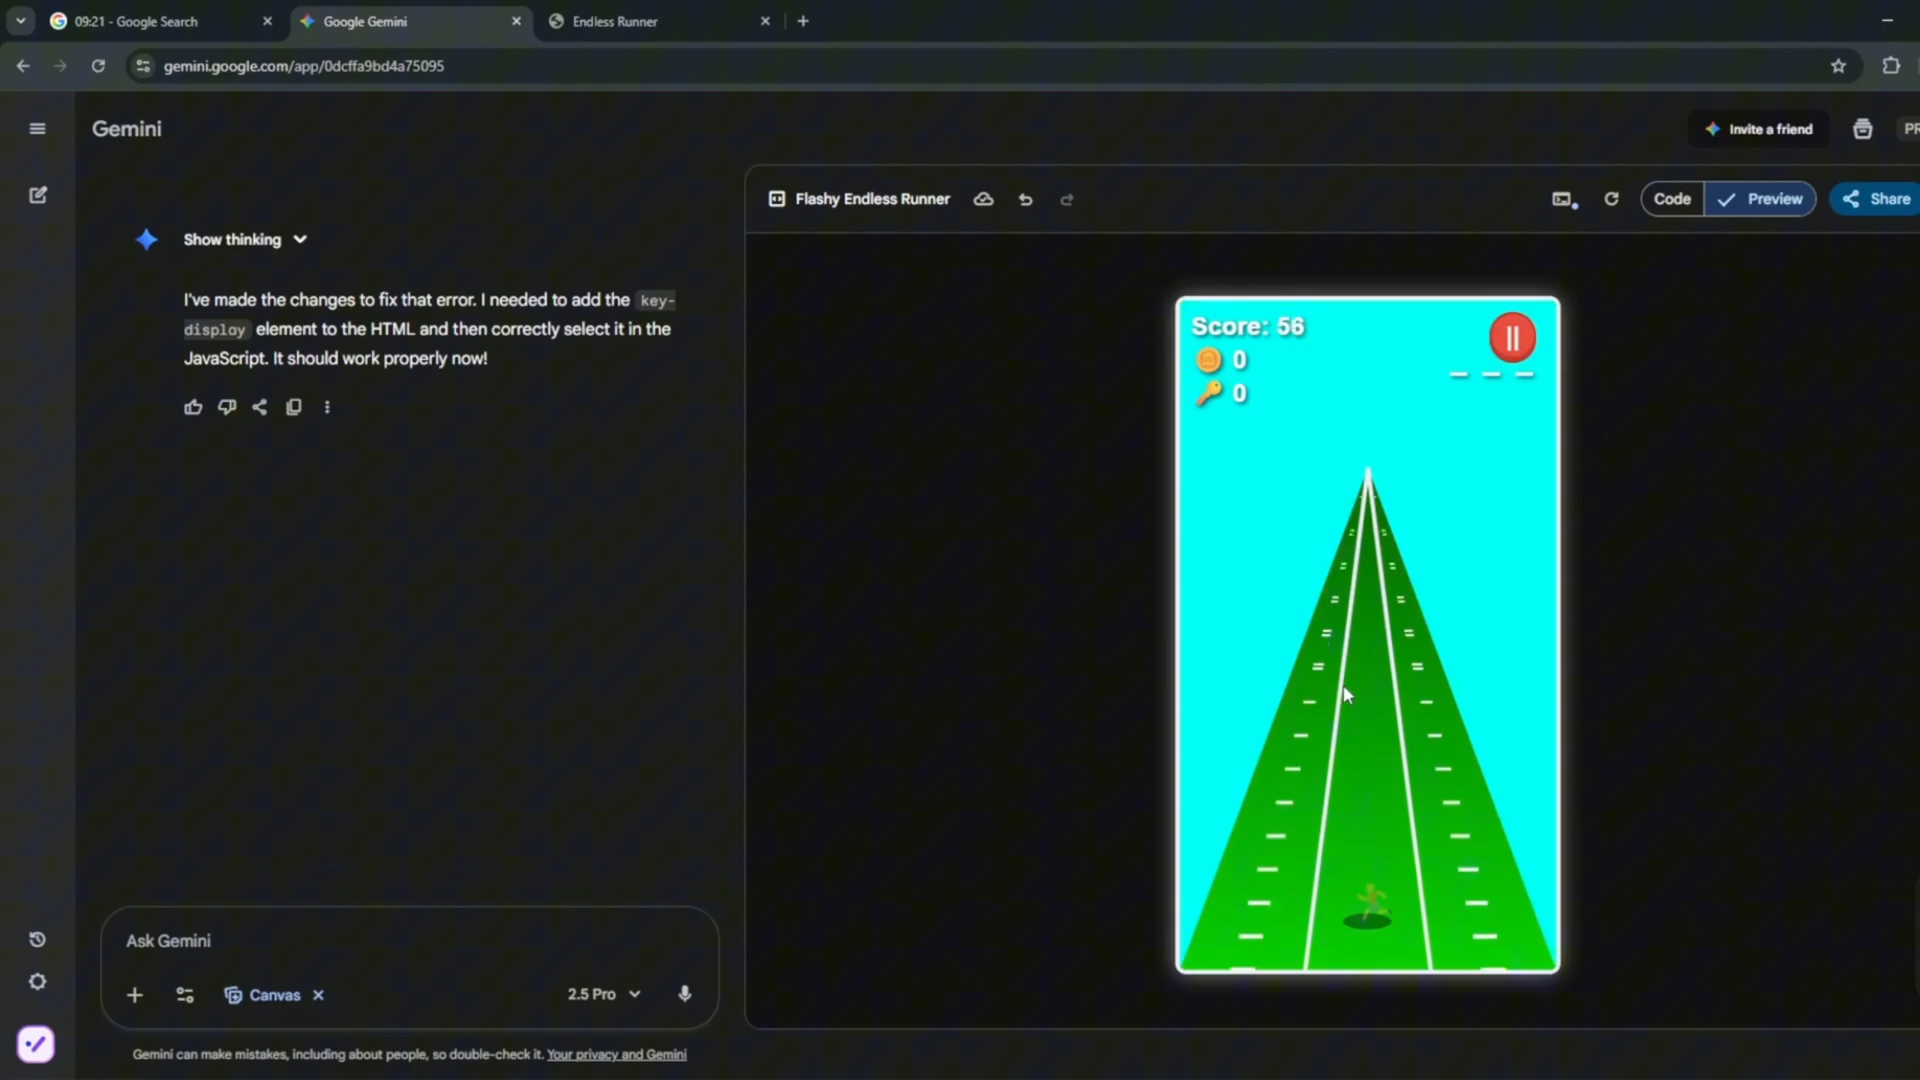 09:21 - Google Search
Google Gemini
Endless Runner
gemini.google.com/app/0dcffa9bd4a75095
Gemini
Invite a friend
PR
Show thinking
I've made the changes to fix that error. I needed to add the key-
display element to the HTML and then correctly select it in the
JavaScript. It should work properly now!
Flashy Endless Runner
Code
Preview
Share
Score: 56
0
0
Ask Gemini
Canvas
2.5 Pro
Gemini can make mistakes, including about people, so double-check it. Your privacy and Gemini